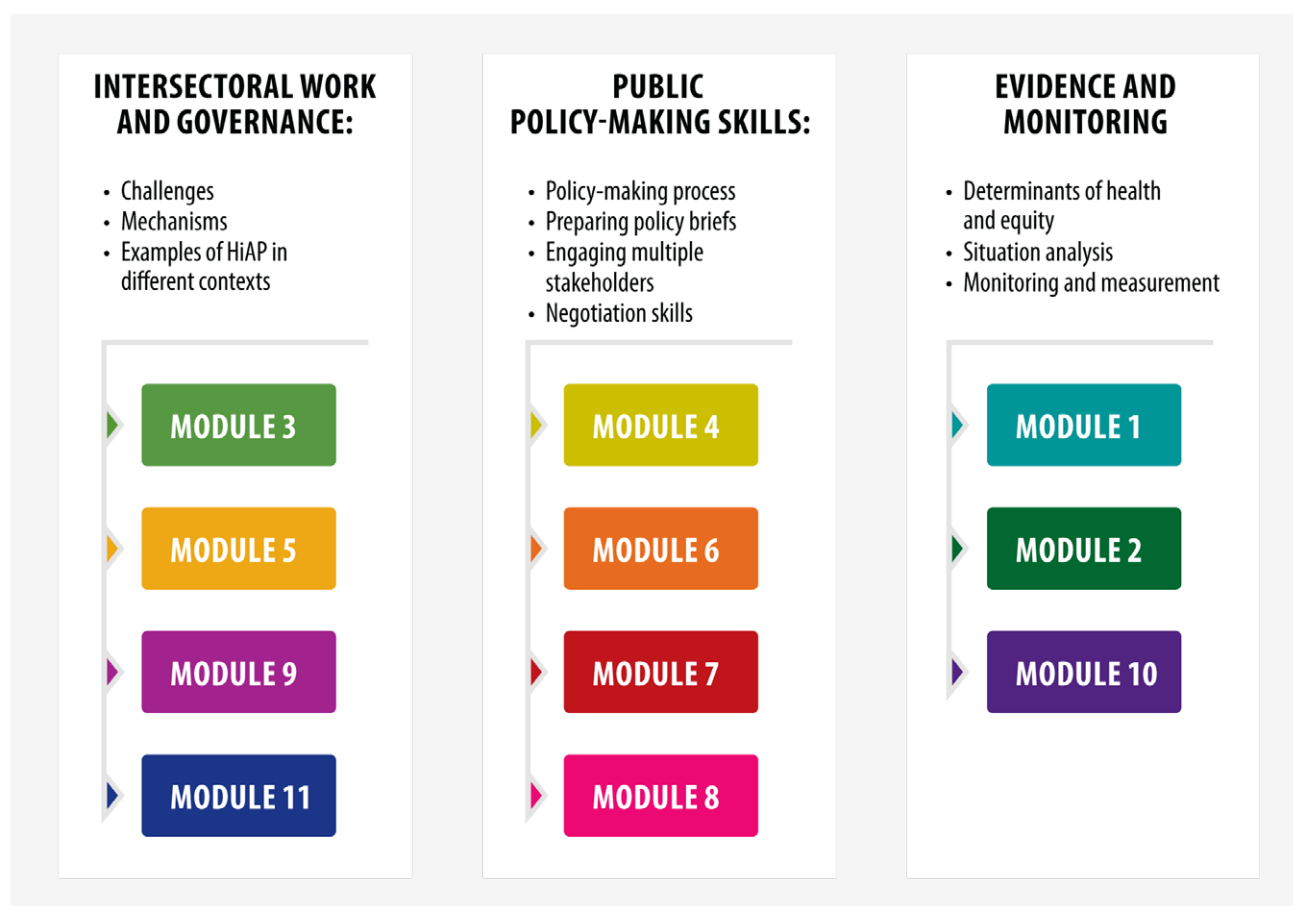 INTERSECTORAL WORK
AND GOVERNANCE:
• Challenges
• Mechanisms
• Examples of HiAP in
different contexts
MODULE 3
MODULE 5
MODULE 9
MODULE 11
PUBLIC
POLICY-MAKING SKILLS:
• Policy-making process
• Preparing policy briefs
• Engaging multiple
stakeholders
• Negotiation skills
MODULE 4
MODULE 6
MODULE 7
MODULE 8
EVIDENCE AND
MONITORING
• Determinants of health
and equity
• Situation analysis
• Monitoring and measurement
MODULE 1
MODULE 2
MODULE 10